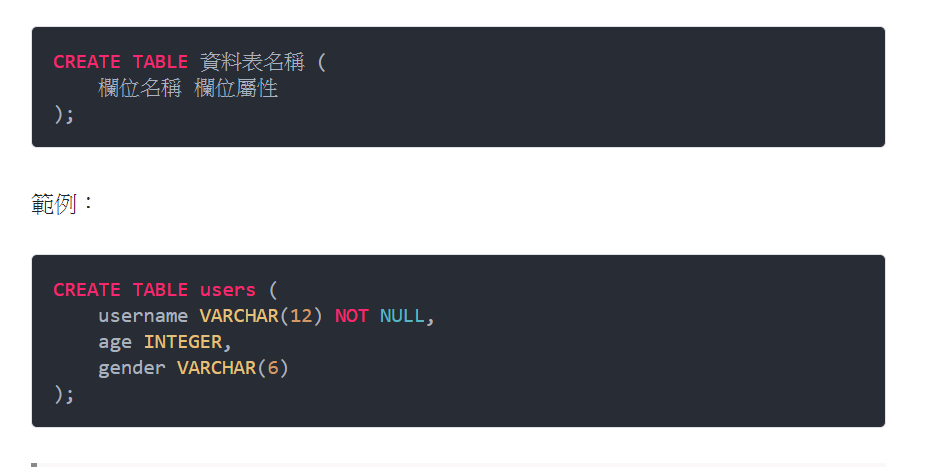 CREATE TABLE 資料表名稱 (
欄位名稱 欄位屬性
);
範例：
CREATE TABLE users (
username VARCHAR(12) NOT NULL,
age INTEGER,
gender VARCHAR(6)
);